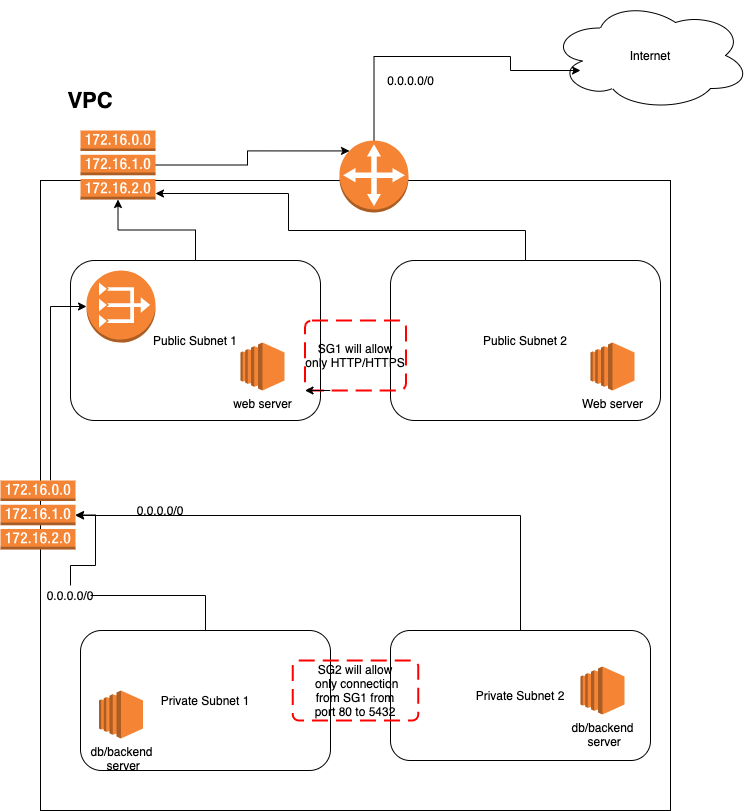 Internet
0.0.0.0/0
VPC
172.16.0.0
172.16.1.0
172.16.2.0
Public Subnet 1
web server
SG1 will allow
only HTTP/HTTPS
Public Subnet 2
Web server
172.16.0.0
172.16.1.0
172.16.2.0
0.0.0.0/0
0.0.0.0/0
Private Subnet 1
db/backend
server
SG2 will allow
only connection
from SG1 from
port 80 to 5432
Private Subnet 2
db/backend
server